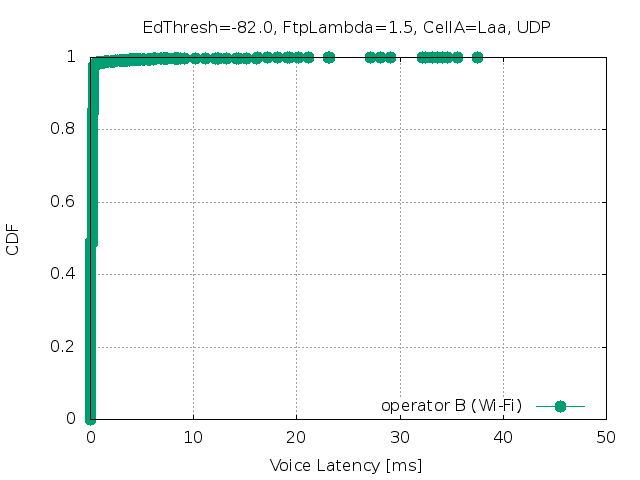 EdThresh=-82.0, FtpLambda=1.5, CellA=Laa, UDP
1
0.8
0.6
0.4
0.2
0
CDF
operator B (Wi-Fi)
0 10 20 30 40 50
Voice Latency [ms]